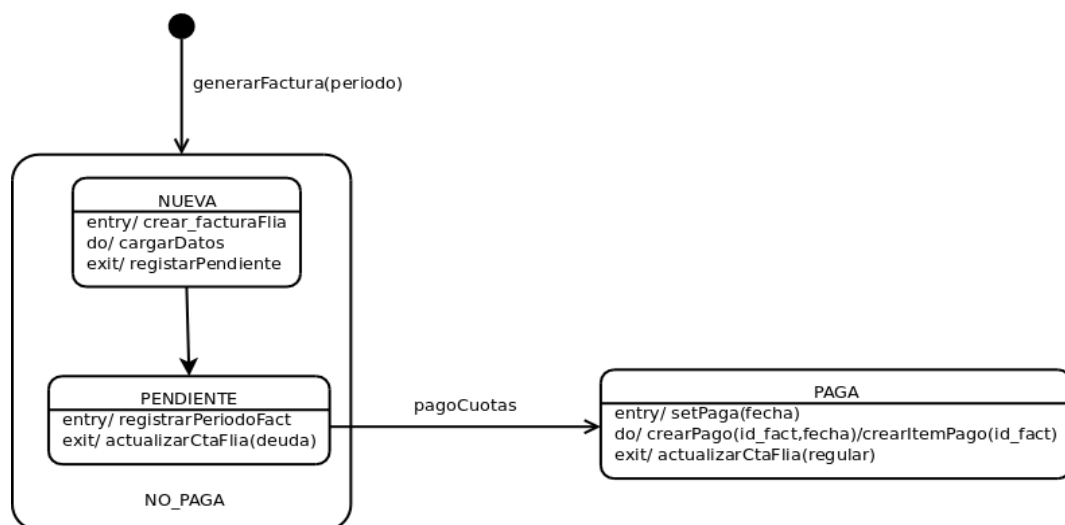 generarFactura(periodo)
NUEVA
entry/ crear_facturaFlia
do/ cargarDatos
exit/ registarPendiente
PENDIENTE
entry/ registrarPeriodoFact
exit/ actualizarCtaFlia(deuda)
NO_PAGA
pagoCuotas
PAGA
entry/ setPaga(fecha)
do/ crearPago(id_fact,fecha)/crearItemPago(id_fact)
exit/ actualizarCtaFlia(regular)